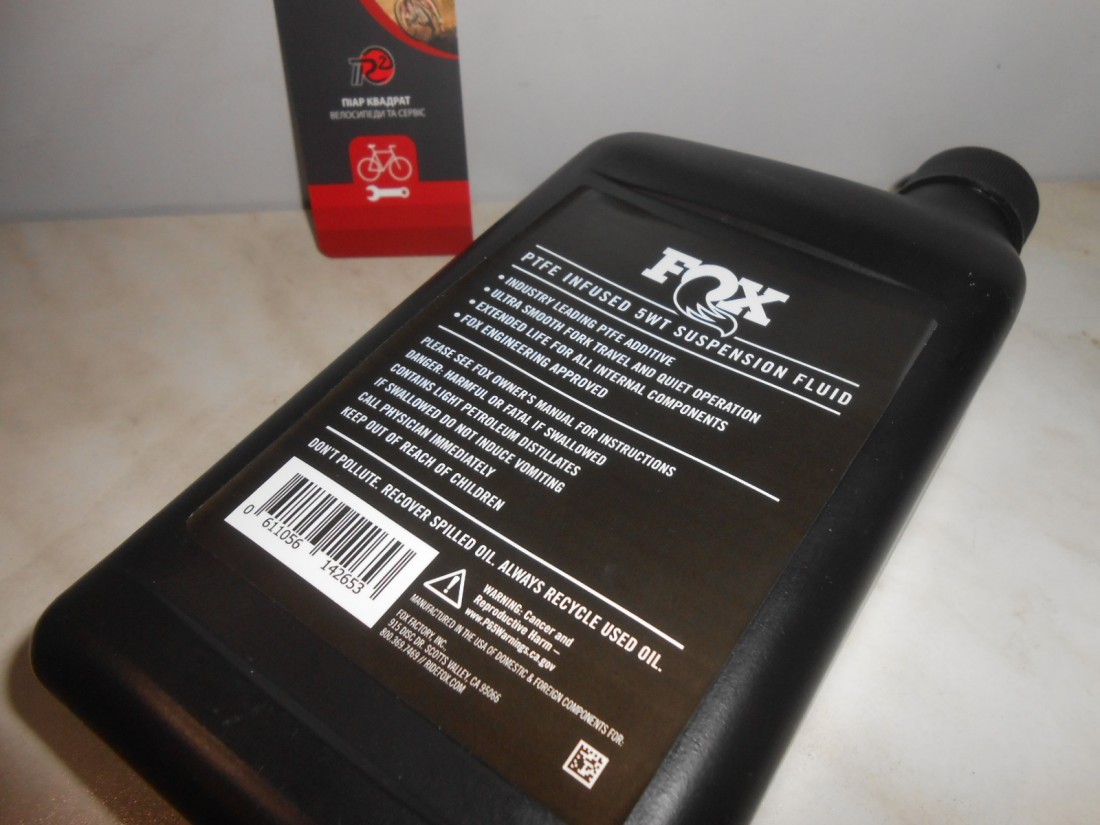 ПІАР КВАДРАТ
ВЕЛОСИПЕДИ ТА СЕРВІС
FOX
PTFE INFUSED 5WT SUSPENSION FLUID
• INDUSTRY LEADING PTFE ADDITIVE
• ULTRA SMOOTH FORK TRAVEL AND QUIET OPERATION
• EXTENDED LIFE FOR ALL INTERNAL COMPONENTS
• FOX ENGINEERING APPROVED
PLEASE SEE FOX OWNER'S MANUAL FOR INSTRUCTIONS
DANGER: HARMFUL OR FATAL IF SWALLOWED
CONTAINS LIGHT PETROLEUM DISTILLATES
IF SWALLOWED DO NOT INDUCE VOMITING
CALL PHYSICIAN IMMEDIATELY
KEEP OUT OF REACH OF CHILDREN
DON'T POLLUTE. RECOVER SPILLED OIL. ALWAYS RECYCLE USED OIL.
0 611056 142653
WARNING: Cancer and
Reproductive Harm –
www.P65Warnings.ca.gov
MANUFACTURED IN THE USA OF DOMESTIC & FOREIGN COMPONENTS FOR:
FOX FACTORY, INC.
915 DISC DR. SCOTTS VALLEY, CA 95066
800.369.7469 // RIDEFOX.COM